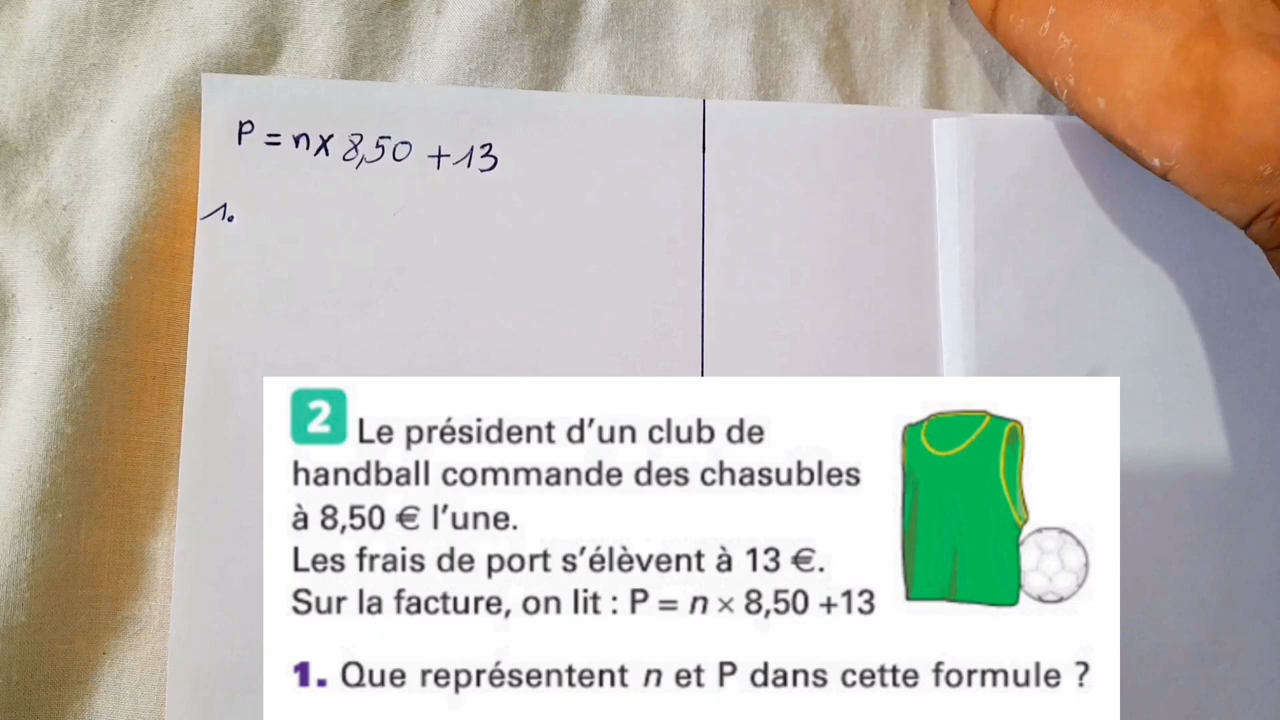 P = n x 8,50 + 13
1.
2 Le président d'un club de
handball commande des chasubles
à 8,50 € l'une.
Les frais de port s'élèvent à 13 €.
Sur la facture, on lit : P = n × 8,50 +13
1. Que représentent n et P dans cette formule ?